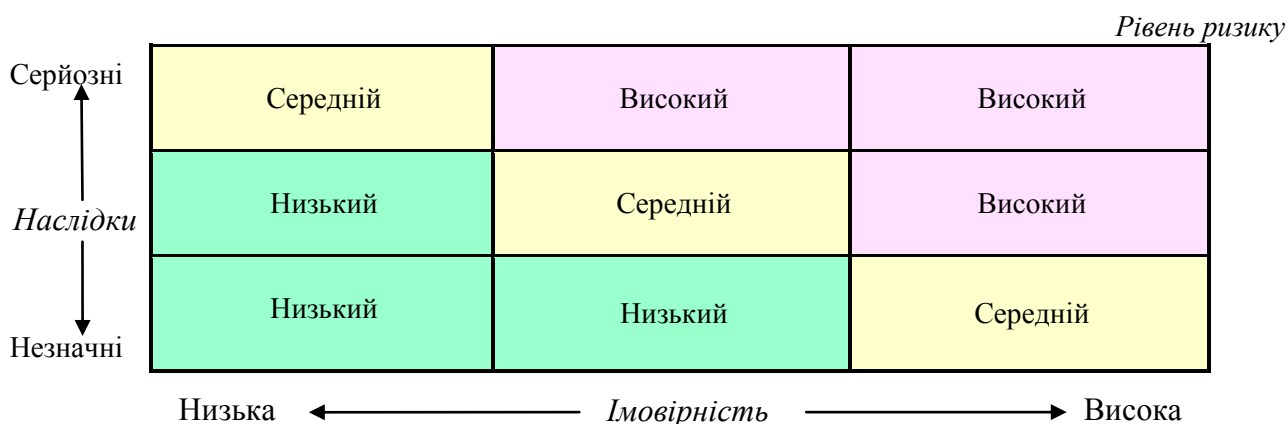 Рівень ризику
Серйозні
Середній Високий Високий
Наслідки
Низький Середній Високий
Низький Низький Середній
Незначні
Низька Імовірність Висока